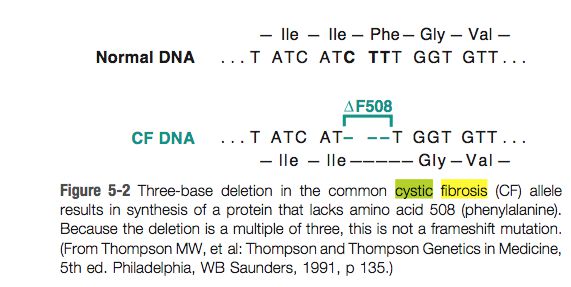 — Ile — Ile — Phe — Gly — Val —
Normal DNA ...T ATC ATC TTT GGT GTT...
ΔF508
CF DNA ...T ATC AT– ––T GGT GTT...
— Ile — Ile ————— Gly — Val —
Figure 5-2 Three-base deletion in the common cystic fibrosis (CF) allele
results in synthesis of a protein that lacks amino acid 508 (phenylalanine).
Because the deletion is a multiple of three, this is not a frameshift mutation.
(From Thompson MW, et al: Thompson and Thompson Genetics in Medicine,
5th ed. Philadelphia, WB Saunders, 1991, p 135.)